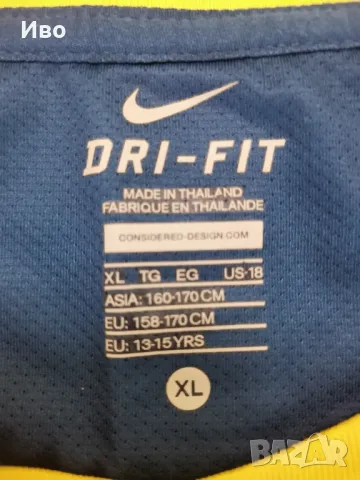 Иво
DRI-FIT
MADE IN THAILAND
FABRIQUE EN THAILANDE
CONSIDERED-DESIGN.COM
XL TG EG US-18
ASIA: 160-170 CM
EU: 158-170 CM
EU: 13-15 YRS
XL
BAZAR